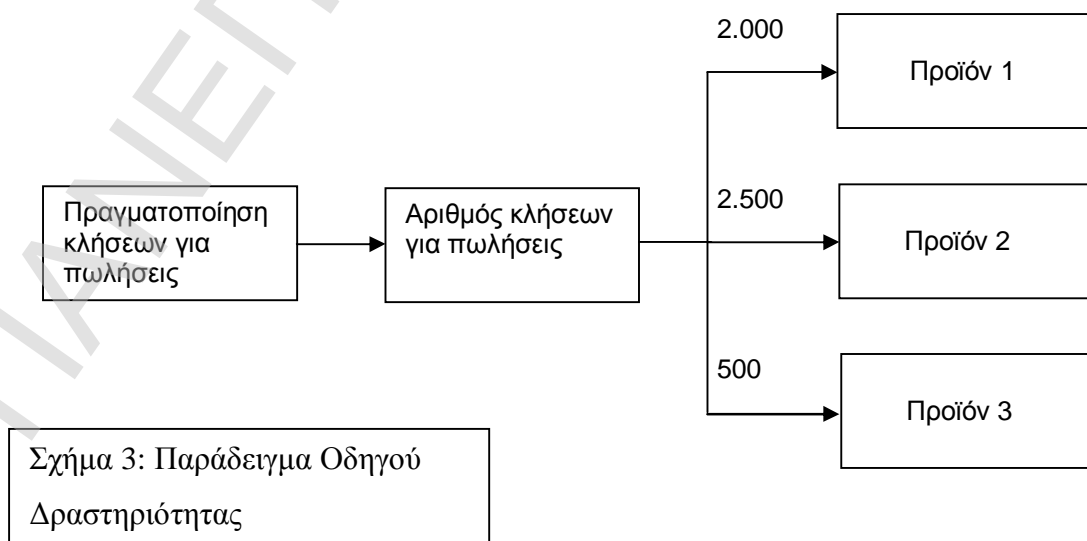 2.000
Προϊόν 1
Πραγματοποίηση
κλήσεων για
πωλήσεις
Αριθμός κλήσεων
για πωλήσεις
2.500
Προϊόν 2
500
Προϊόν 3
Σχήμα 3: Παράδειγμα Οδηγού
Δραστηριότητας